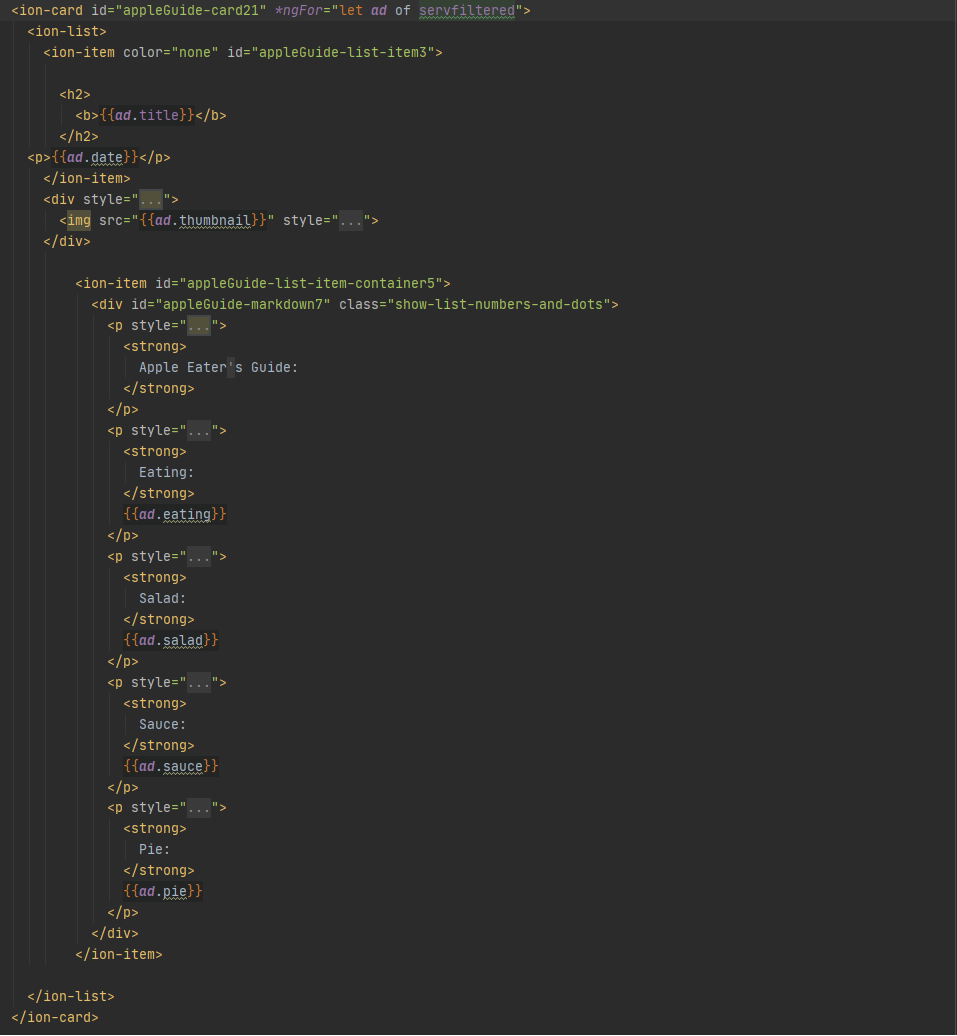 <ion-card id="appleGuide-card21" *ngFor="let ad of servfiltered">
<ion-list>
<ion-item color="none" id="appleGuide-list-item3">
<h2>
<b>{{ad.title}}</b>
</h2>
<p>{{ad.date}}</p>
</ion-item>
<div style="...">
<img src="{{ad.thumbnail}}" style="...">
</div>
<ion-item id="appleGuide-list-item-container5">
<div id="appleGuide-markdown7" class="show-list-numbers-and-dots">
<p style="...">
<strong>
Apple Eater's Guide:
</strong>
</p>
<p style="...">
<strong>
Eating:
</strong>
{{ad.eating}}
</p>
<p style="...">
<strong>
Salad:
</strong>
{{ad.salad}}
</p>
<p style="...">
<strong>
Sauce:
</strong>
{{ad.sauce}}
</p>
<p style="...">
<strong>
Pie:
</strong>
{{ad.pie}}
</p>
</div>
</ion-item>
</ion-list>
</ion-card>